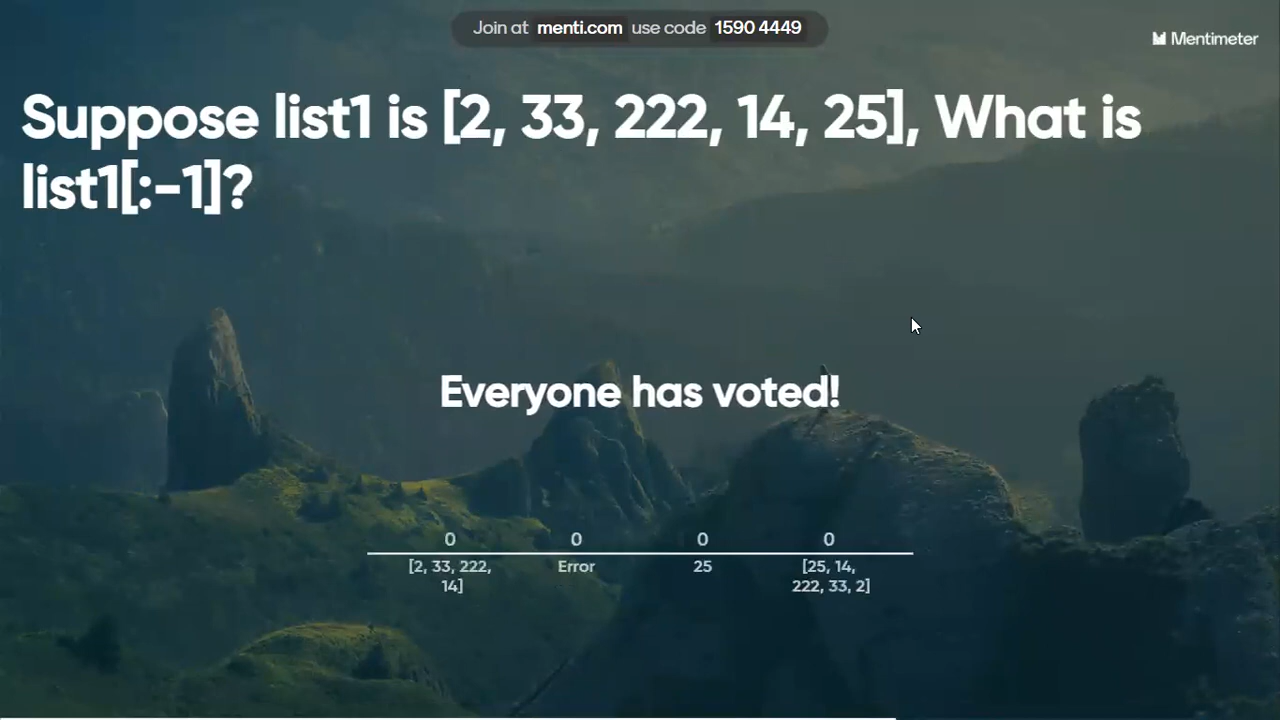 Join at menti.com use code 1590 4449
Mentimeter
Suppose list1 is [2, 33, 222, 14, 25], What is
list1[:-1]?
Everyone has voted!
0 0 0 0
[2, 33, 222, Error 25 [25, 14,
14] 222, 33, 2]